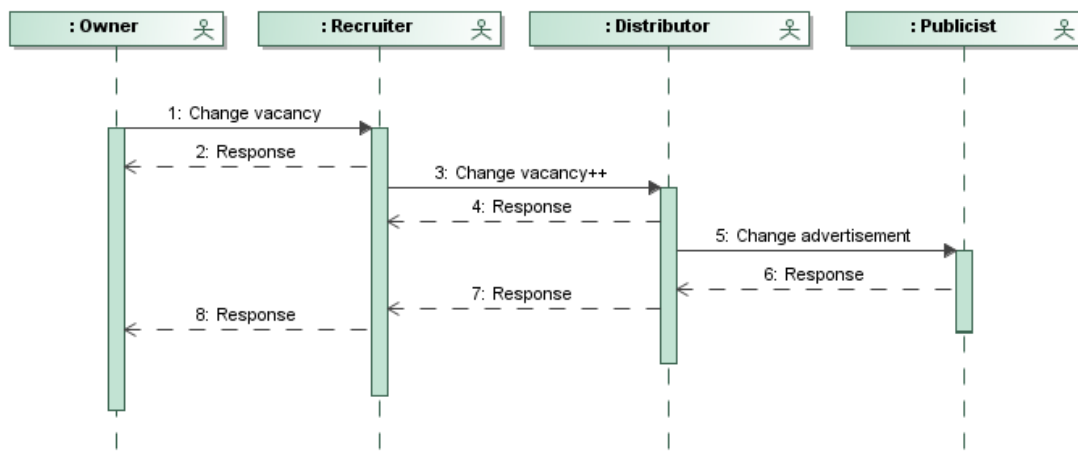 : Owner
: Recruiter
: Distributor
: Publicist
1: Change vacancy
2: Response
3: Change vacancy++
4: Response
5: Change advertisement
6: Response
7: Response
8: Response